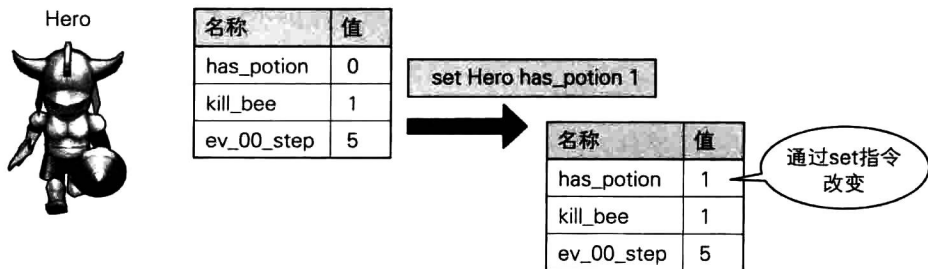 Hero
名称 值
has_potion 0
kill_bee 1
ev_00_step 5
set Hero has_potion 1
名称 值
has_potion 1
kill_bee 1
ev_00_step 5
通过set指令
改变